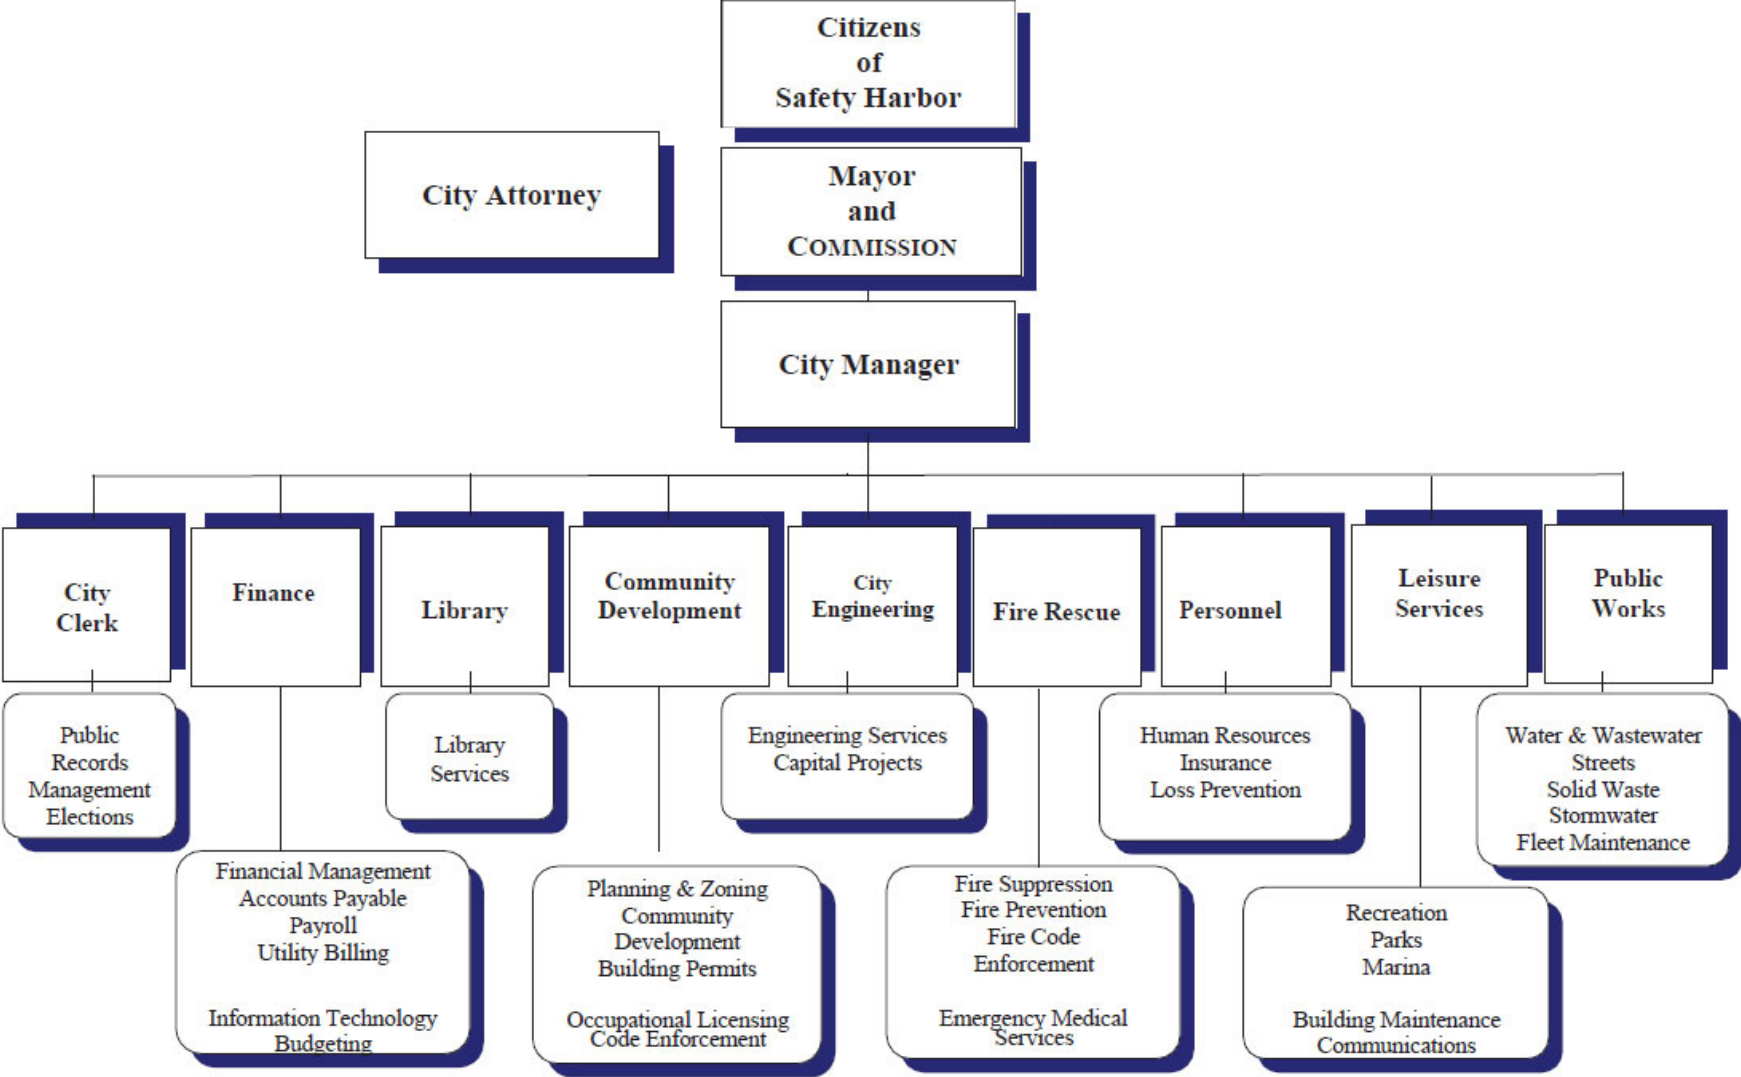 Citizens
of
Safety Harbor
City Attorney
Mayor
and
COMMISSION
City Manager
City
Clerk
Finance
Library
Community
Development
City
Engineering
Fire Rescue
Personnel
Leisure
Services
Public
Works
Public
Records
Management
Elections
Library
Services
Engineering Services
Capital Projects
Human Resources
Insurance
Loss Prevention
Water & Wastewater
Streets
Solid Waste
Stormwater
Fleet Maintenance
Financial Management
Accounts Payable
Payroll
Utility Billing
Information Technology
Budgeting
Planning & Zoning
Community
Development
Building Permits
Occupational Licensing
Code Enforcement
Fire Suppression
Fire Prevention
Fire Code
Enforcement
Emergency Medical
Services
Recreation
Parks
Marina
Building Maintenance
Communications